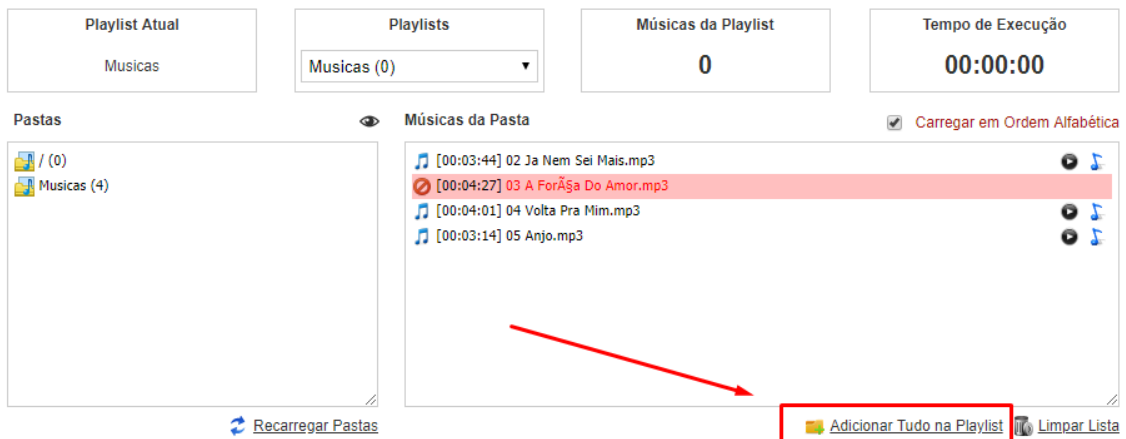 Playlist Atual
Musicas
Playlists
Musicas (0)
Músicas da Playlist
0
Tempo de Execução
00:00:00
Pastas
/ (0)
Musicas (4)
Recarregar Pastas
Músicas da Pasta
Carregar em Ordem Alfabética
[00:03:44] 02 Ja Nem Sei Mais.mp3
[00:04:27] 03 A ForÃ§a Do Amor.mp3
[00:04:01] 04 Volta Pra Mim.mp3
[00:03:14] 05 Anjo.mp3
Adicionar Tudo na Playlist
Limpar Lista